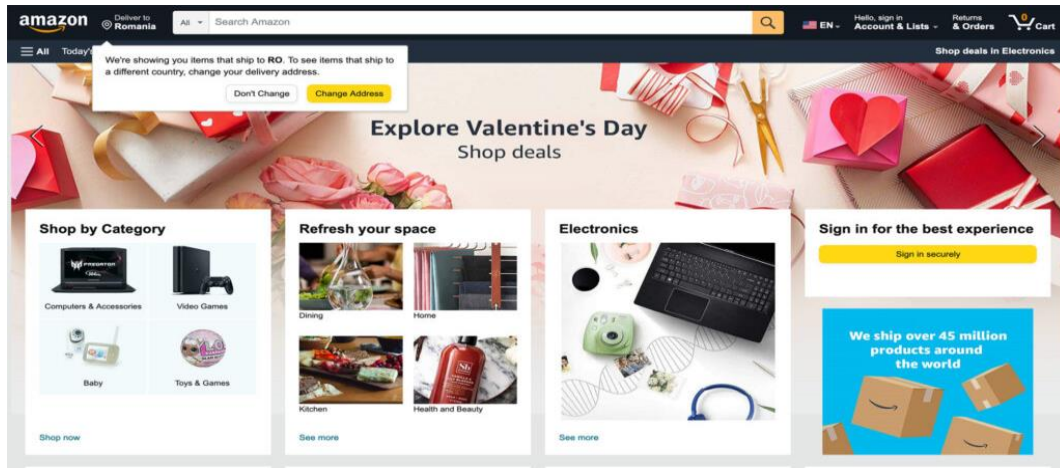 amazon
Deliver to
Romania
All
Search Amazon
EN
Hello, sign in
Account & Lists
Returns
& Orders
0
Cart
All
Today's
Shop deals in Electronics
We're showing you items that ship to RO. To see items that ship to
a different country, change your delivery address.
Don't Change
Change Address
Explore Valentine's Day
Shop deals
Shop by Category
PREDATOR
Computers & Accessories
Video Games
Baby
Toys & Games
Shop now
Refresh your space
Dining
Home
Kitchen
Health and Beauty
See more
Electronics
See more
Sign in for the best experience
Sign in securely
We ship over 45 million
products around
the world